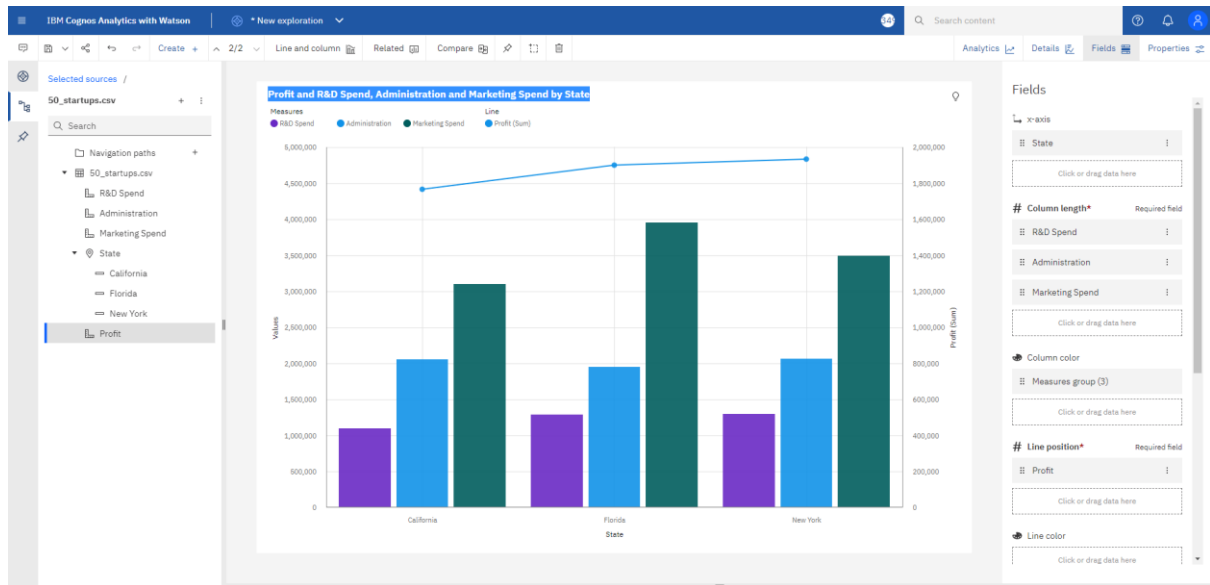 IBM Cognos Analytics with Watson
* New exploration
Search content
Create +
2/2
Line and column
Related
Compare
Analytics
Details
Fields
Properties
Selected sources /
50_startups.csv
Search
Navigation paths
50_startups.csv
R&D Spend
Administration
Marketing Spend
State
California
Florida
New York
Profit
Profit and R&D Spend, Administration and Marketing Spend by State
Measures
R&D Spend
Administration
Marketing Spend
Line
Profit (Sum)
5,000,000
4,500,000
4,000,000
3,500,000
3,000,000
2,500,000
2,000,000
1,500,000
1,000,000
500,000
0
Values
2,000,000
1,800,000
1,600,000
1,400,000
1,200,000
1,000,000
800,000
600,000
400,000
200,000
0
Profit (Sum)
California
Florida
New York
State
Fields
x-axis
State
Click or drag data here
# Column length* Required field
R&D Spend
Administration
Marketing Spend
Click or drag data here
Column color
Measures group (3)
Click or drag data here
# Line position* Required field
Profit
Click or drag data here
Line color
Click or drag data here